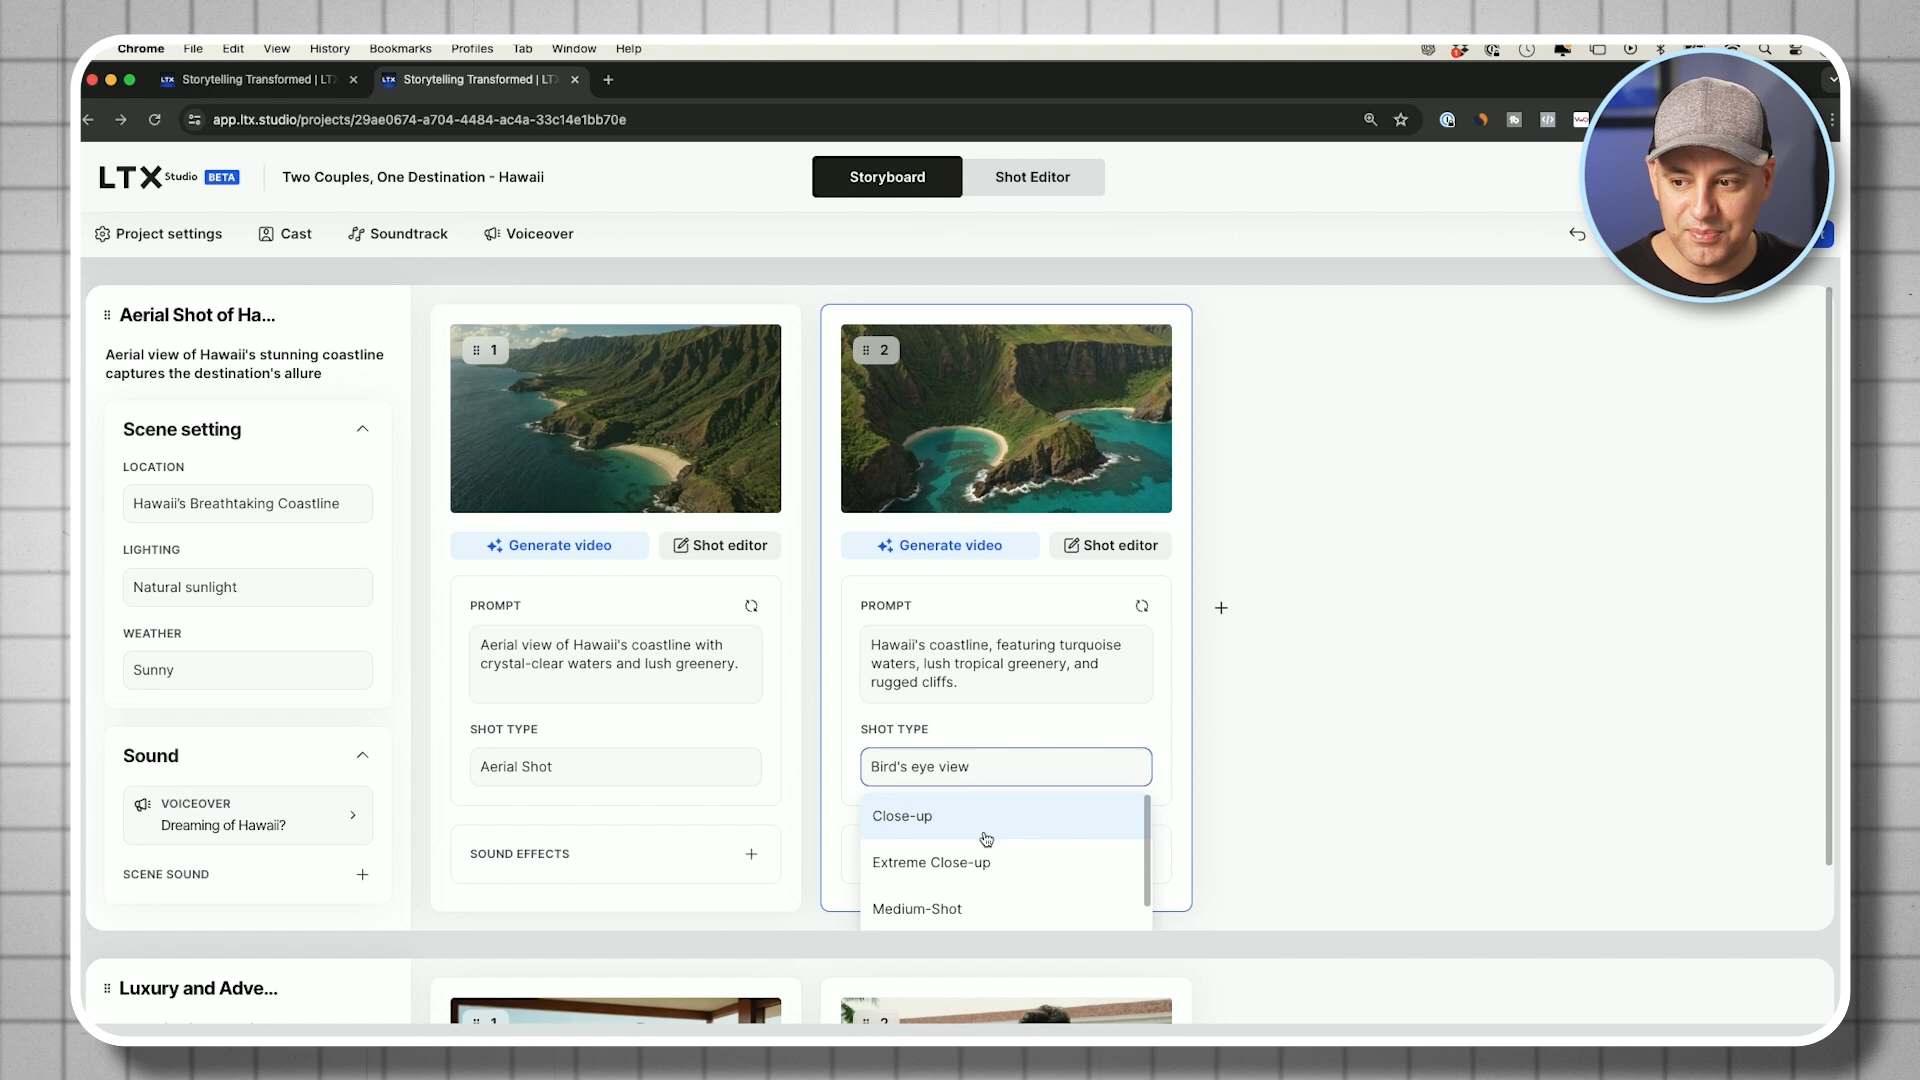 Chrome File Edit View History Bookmarks Profiles Tab Window Help
LTX Storytelling Transformed | LT
LTX Storytelling Transformed | LT
app.ltx.studio/projects/29ae0674-a704-4484-ac4a-33c14e1bb70e
LTX Studio BETA
Two Couples, One Destination - Hawaii
Storyboard
Shot Editor
Project settings
Cast
Soundtrack
Voiceover
Aerial Shot of Ha...
Aerial view of Hawaii's stunning coastline
captures the destination's allure
Scene setting
LOCATION
Hawaii's Breathtaking Coastline
LIGHTING
Natural sunlight
WEATHER
Sunny
Sound
VOICEOVER
Dreaming of Hawaii?
SCENE SOUND
1
Generate video
Shot editor
PROMPT
Aerial view of Hawaii's coastline with
crystal-clear waters and lush greenery.
SHOT TYPE
Aerial Shot
SOUND EFFECTS
2
Generate video
Shot editor
PROMPT
Hawaii's coastline, featuring turquoise
waters, lush tropical greenery, and
rugged cliffs.
SHOT TYPE
Bird's eye view
Close-up
Extreme Close-up
Medium-Shot
Luxury and Adve...
1
2